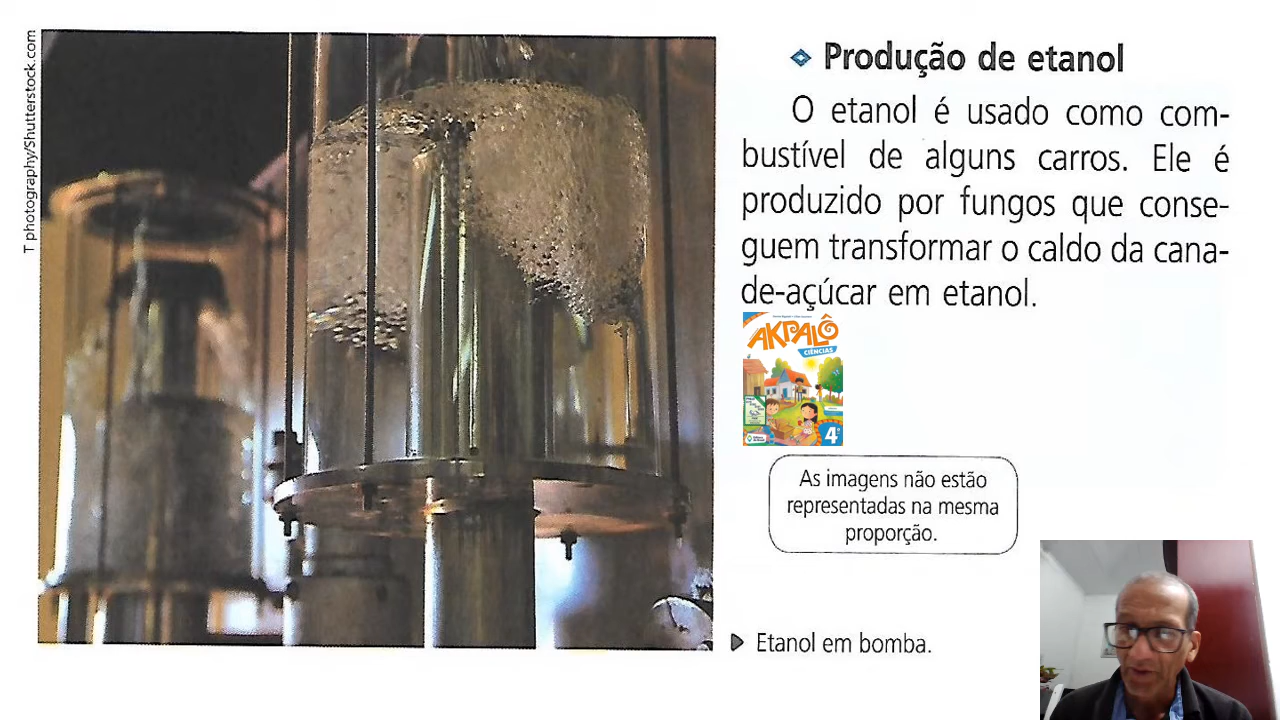 T photography/Shutterstock.com
Produção de etanol
O etanol é usado como com-
bustível de alguns carros. Ele é
produzido por fungos que conse-
guem transformar o caldo da cana-
de-açúcar em etanol.
AKPALÔ
CIÊNCIAS
4º
As imagens não estão
representadas na mesma
proporção.
Etanol em bomba.